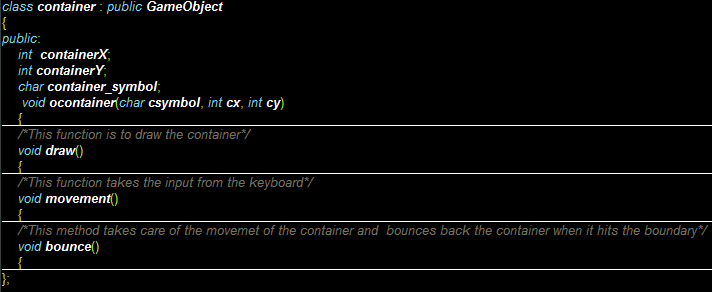 class container : public GameObject
{
public:
int containerX;
int containerY;
char container_symbol;
void ocontainer(char csymbol, int cx, int cy)
{
/*This function is to draw the container*/
void draw()
{
/*This function takes the input from the keyboard*/
void movement()
{
/*This method takes care of the movemet of the container and bounces back the container when it hits the boundary*/
void bounce()
{
};